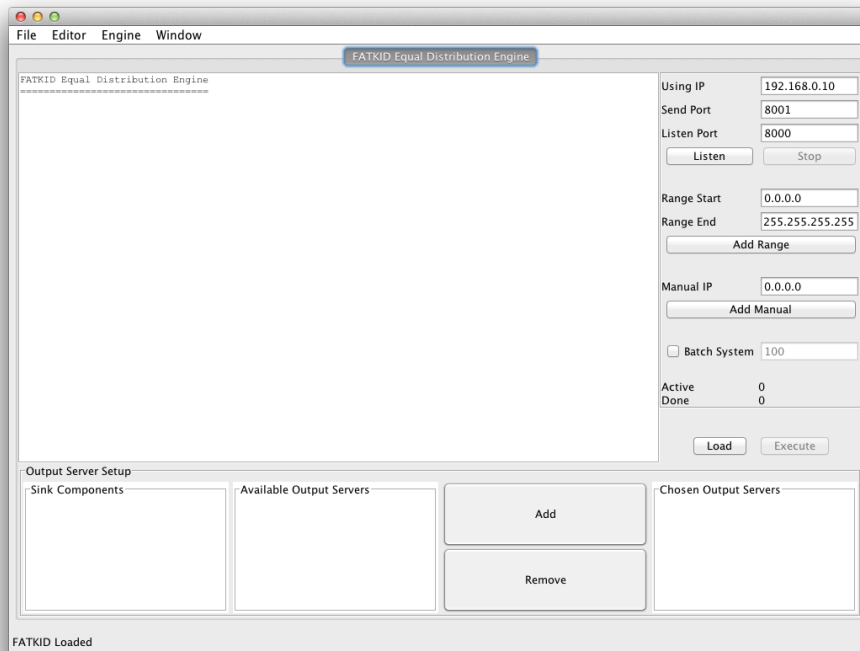 File Editor Engine Window
FATKID Equal Distribution Engine
FATKID Equal Distribution Engine
================================
Using IP 192.168.0.10
Send Port 8001
Listen Port 8000
Listen Stop
Range Start 0.0.0.0
Range End 255.255.255.255
Add Range
Manual IP 0.0.0.0
Add Manual
Batch System 100
Active 0
Done 0
Load Execute
Output Server Setup
Sink Components
Available Output Servers
Add
Remove
Chosen Output Servers
FATKID Loaded